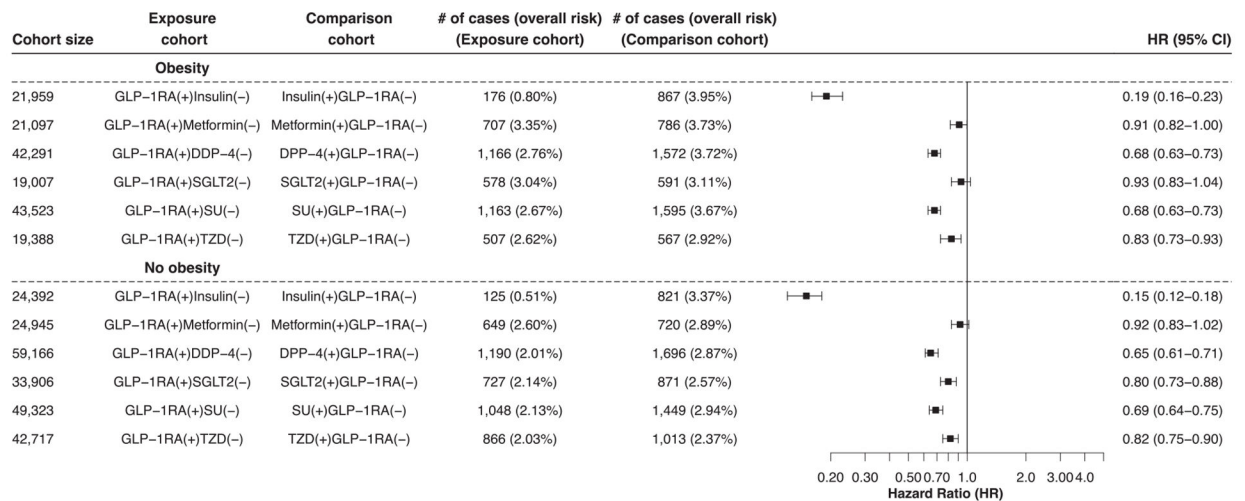 Cohort size Exposure cohort Comparison cohort # of cases (overall risk) (Exposure cohort) # of cases (overall risk) (Comparison cohort) HR (95% CI)
Obesity
21,959 GLP−1RA(+)Insulin(−) Insulin(+)GLP−1RA(−) 176 (0.80%) 867 (3.95%) 0.19 (0.16−0.23)
21,097 GLP−1RA(+)Metformin(−) Metformin(+)GLP−1RA(−) 707 (3.35%) 786 (3.73%) 0.91 (0.82−1.00)
42,291 GLP−1RA(+)DDP−4(−) DPP−4(+)GLP−1RA(−) 1,166 (2.76%) 1,572 (3.72%) 0.68 (0.63−0.73)
19,007 GLP−1RA(+)SGLT2(−) SGLT2(+)GLP−1RA(−) 578 (3.04%) 591 (3.11%) 0.93 (0.83−1.04)
43,523 GLP−1RA(+)SU(−) SU(+)GLP−1RA(−) 1,163 (2.67%) 1,595 (3.67%) 0.68 (0.63−0.73)
19,388 GLP−1RA(+)TZD(−) TZD(+)GLP−1RA(−) 507 (2.62%) 567 (2.92%) 0.83 (0.73−0.93)
No obesity
24,392 GLP−1RA(+)Insulin(−) Insulin(+)GLP−1RA(−) 125 (0.51%) 821 (3.37%) 0.15 (0.12−0.18)
24,945 GLP−1RA(+)Metformin(−) Metformin(+)GLP−1RA(−) 649 (2.60%) 720 (2.89%) 0.92 (0.83−1.02)
59,166 GLP−1RA(+)DDP−4(−) DPP−4(+)GLP−1RA(−) 1,190 (2.01%) 1,696 (2.87%) 0.65 (0.61−0.71)
33,906 GLP−1RA(+)SGLT2(−) SGLT2(+)GLP−1RA(−) 727 (2.14%) 871 (2.57%) 0.80 (0.73−0.88)
49,323 GLP−1RA(+)SU(−) SU(+)GLP−1RA(−) 1,048 (2.13%) 1,449 (2.94%) 0.69 (0.64−0.75)
42,717 GLP−1RA(+)TZD(−) TZD(+)GLP−1RA(−) 866 (2.03%) 1,013 (2.37%) 0.82 (0.75−0.90)
0.20 0.30 0.50 0.70 1.0 2.0 3.00 4.0
Hazard Ratio (HR)